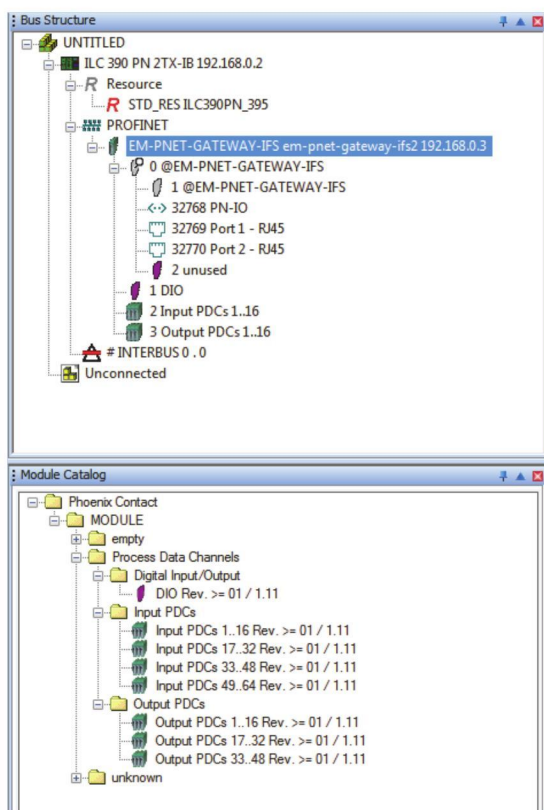 Bus Structure
UNTITLED
ILC 390 PN 2TX-IB 192.168.0.2
R Resource
R STD_RES ILC390PN_395
PROFINET
EM-PNET-GATEWAY-IFS em-pnet-gateway-ifs2 192.168.0.3
0 @EM-PNET-GATEWAY-IFS
1 @EM-PNET-GATEWAY-IFS
32768 PN-IO
32769 Port 1 - RJ45
32770 Port 2 - RJ45
2 unused
1 DIO
2 Input PDCs 1..16
3 Output PDCs 1..16
# INTERBUS 0 . 0
Unconnected
Module Catalog
Phoenix Contact
MODULE
empty
Process Data Channels
Digital Input/Output
DIO Rev. >= 01 / 1.11
Input PDCs
Input PDCs 1..16 Rev. >= 01 / 1.11
Input PDCs 17..32 Rev. >= 01 / 1.11
Input PDCs 33..48 Rev. >= 01 / 1.11
Input PDCs 49..64 Rev. >= 01 / 1.11
Output PDCs
Output PDCs 1..16 Rev. >= 01 / 1.11
Output PDCs 17..32 Rev. >= 01 / 1.11
Output PDCs 33..48 Rev. >= 01 / 1.11
unknown